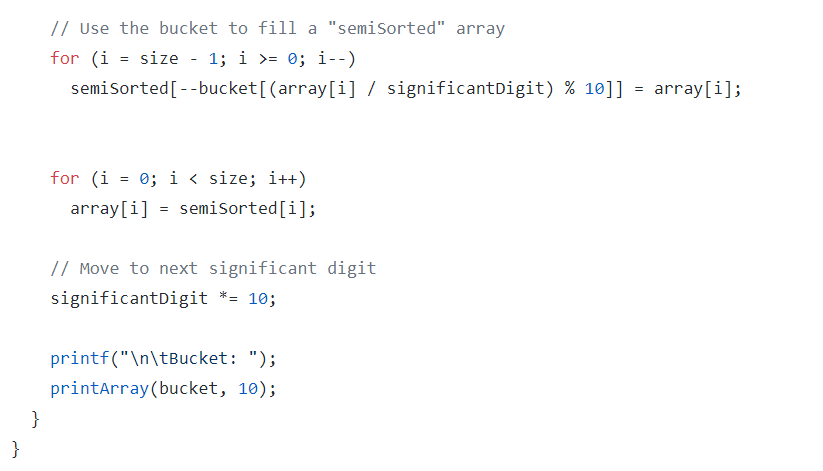 // Use the bucket to fill a "semiSorted" array
for (i = size - 1; i >= 0; i--)
semiSorted[--bucket[(array[i] / significantDigit) % 10]] = array[i];
for (i = 0; i < size; i++)
array[i] = semiSorted[i];
// Move to next significant digit
significantDigit *= 10;
printf("\n\tBucket: ");
printArray(bucket, 10);
}
}